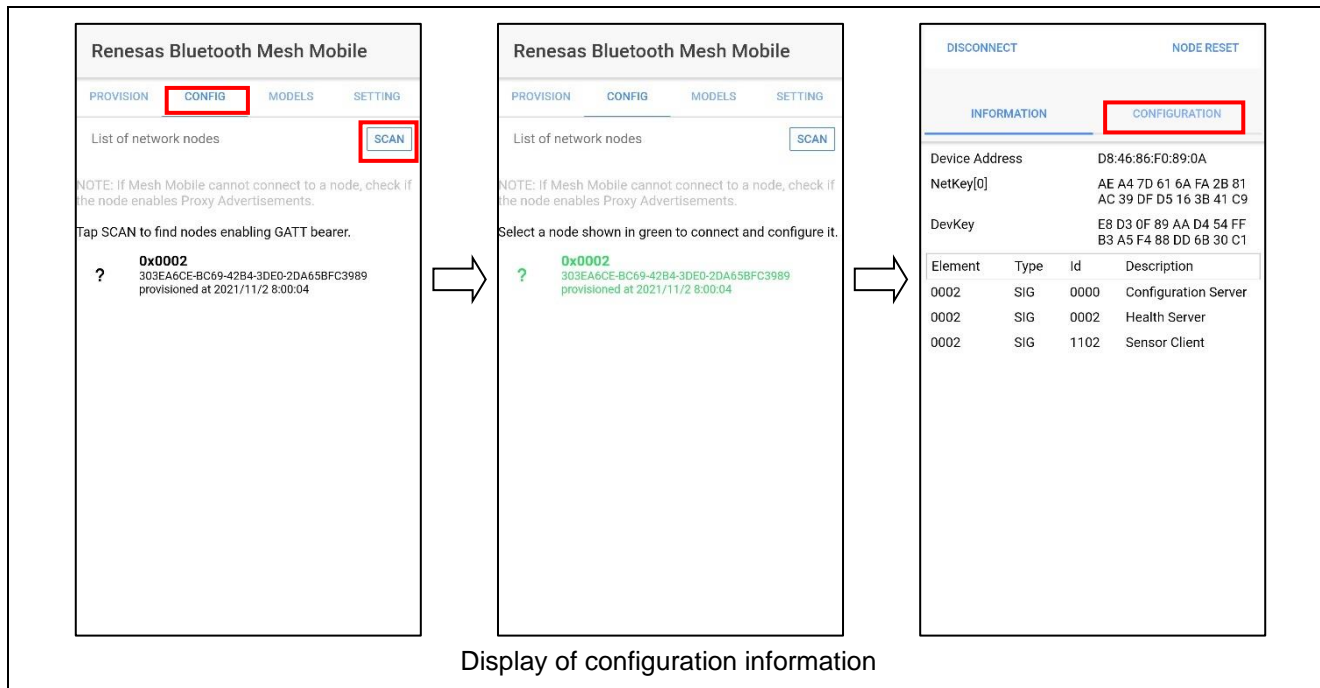 Renesas Bluetooth Mesh Mobile
PROVISION CONFIG MODELS SETTING
List of network nodes SCAN
NOTE: If Mesh Mobile cannot connect to a node, check if
the node enables Proxy Advertisements.
Tap SCAN to find nodes enabling GATT bearer.
0x0002
? 303EA6CE-BC69-42B4-3DE0-2DA65BFC3989
provisioned at 2021/11/2 8:00:04
Renesas Bluetooth Mesh Mobile
PROVISION CONFIG MODELS SETTING
List of network nodes SCAN
NOTE: If Mesh Mobile cannot connect to a node, check if
the node enables Proxy Advertisements.
Select a node shown in green to connect and configure it.
0x0002
? 303EA6CE-BC69-42B4-3DE0-2DA65BFC3989
provisioned at 2021/11/2 8:00:04
DISCONNECT NODE RESET
INFORMATION CONFIGURATION
Device Address D8:46:86:F0:89:0A
NetKey[0] AE A4 7D 61 6A FA 2B 81
AC 39 DF D5 16 3B 41 C9
DevKey E8 D3 0F 89 AA D4 54 FF
B3 A5 F4 88 DD 6B 30 C1
Element Type Id Description
0002 SIG 0000 Configuration Server
0002 SIG 0002 Health Server
0002 SIG 1102 Sensor Client
Display of configuration information